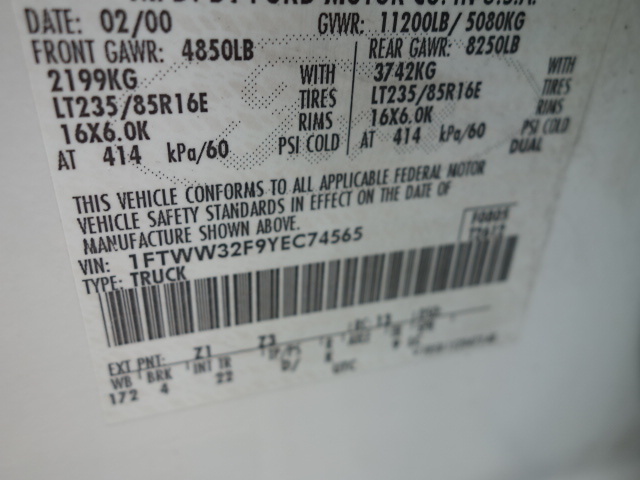 FORD MOTOR CO. IN U.S.A.
DATE: 02/00 GVWR: 11200LB/ 5080KG
FRONT GAWR: 4850LB REAR GAWR: 8250LB
2199KG WITH 3742KG WITH
LT235/85R16E TIRES LT235/85R16E TIRES
16X6.0K RIMS 16X6.0K RIMS
AT 414 kPa/60 PSI COLD AT 414 kPa/60 PSI COLD
DUAL
THIS VEHICLE CONFORMS TO ALL APPLICABLE FEDERAL MOTOR
VEHICLE SAFETY STANDARDS IN EFFECT ON THE DATE OF
MANUFACTURE SHOWN ABOVE.
VIN: 1FTWW32F9YEC74565
TYPE: TRUCK
EXT PNT: Z1 Z3
WB BRK INT TR
172 4 22